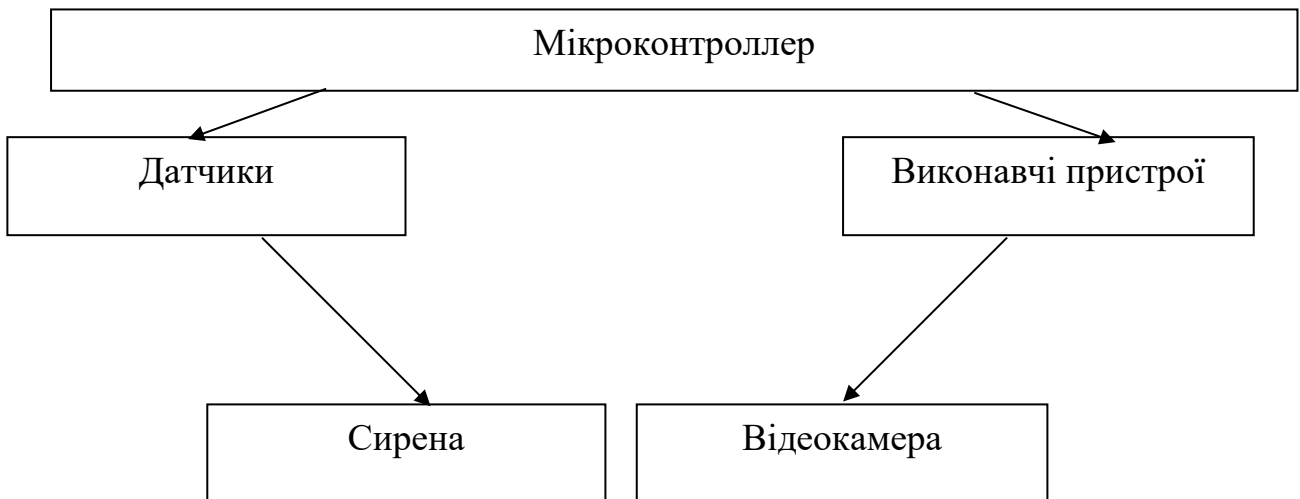 Мікроконтроллер
Датчики
Виконавчі пристрої
Сирена
Відеокамера